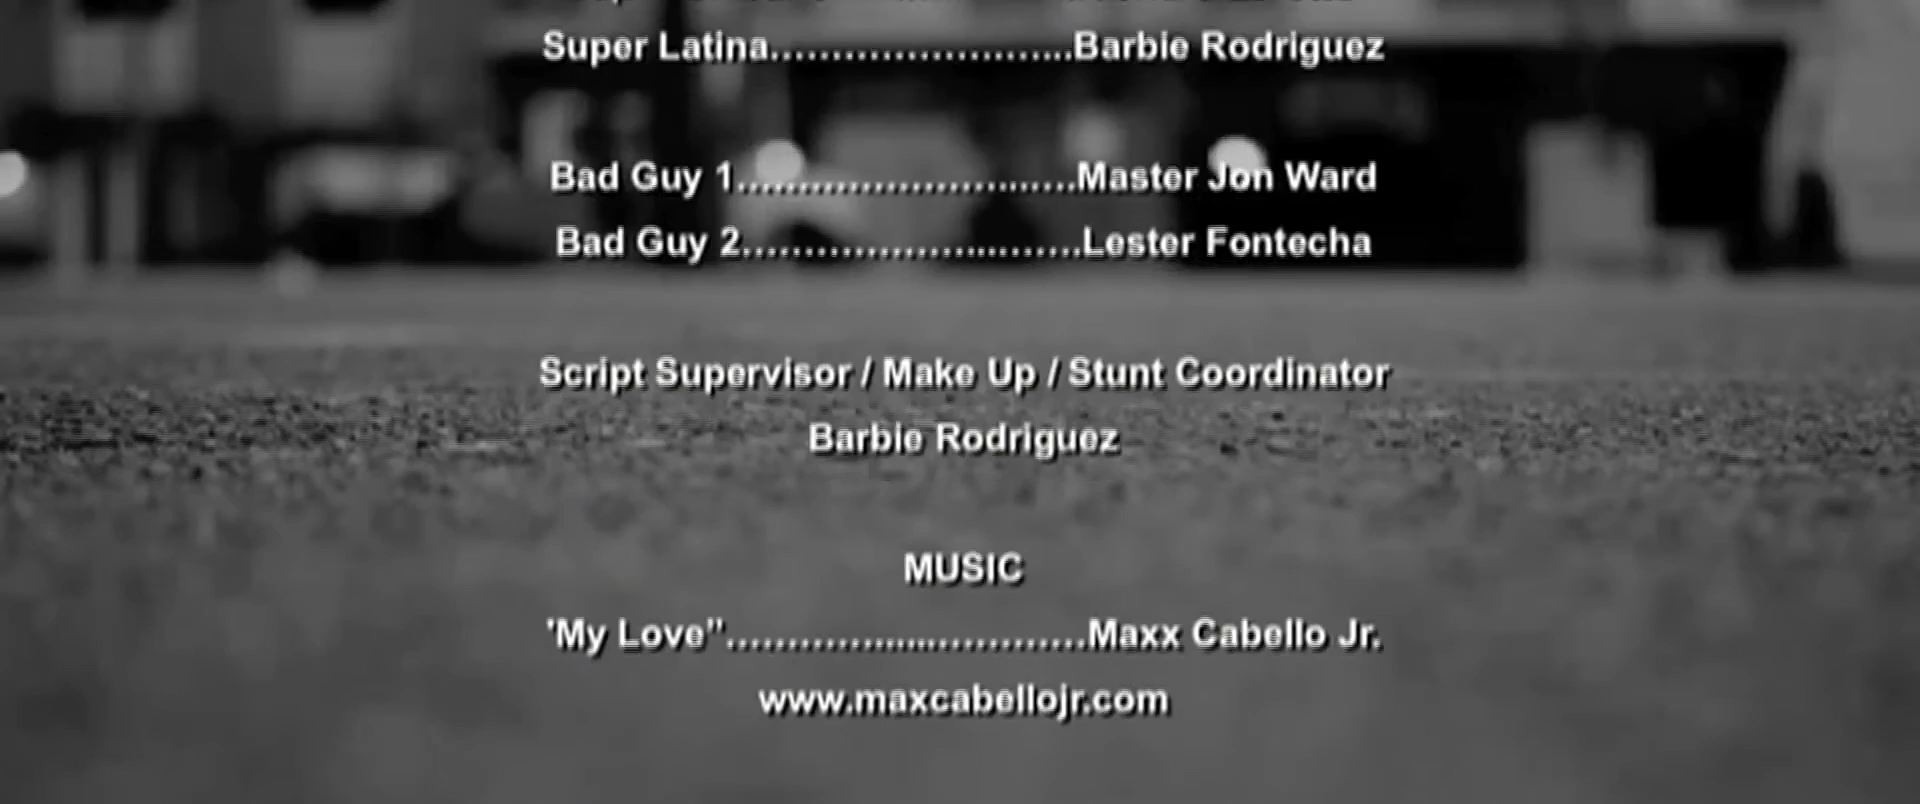 Super Latina...........................Barbie Rodriguez
Bad Guy 1..............................Master Jon Ward
Bad Guy 2..............................Lester Fontecha
Script Supervisor / Make Up / Stunt Coordinator
Barbie Rodriguez
MUSIC
'My Love"...............................Maxx Cabello Jr.
www.maxcabellojr.com